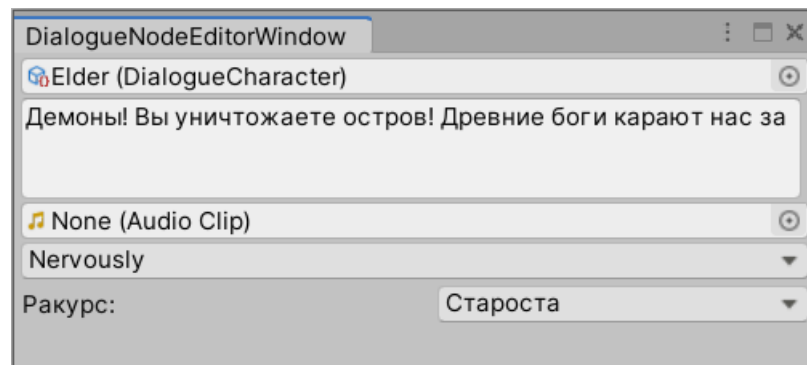 DialogueNodeEditorWindow
Elder (DialogueCharacter)
Демоны! Вы уничтожаете остров! Древние боги карают нас за
None (Audio Clip)
Nervously
Ракурс: Староста